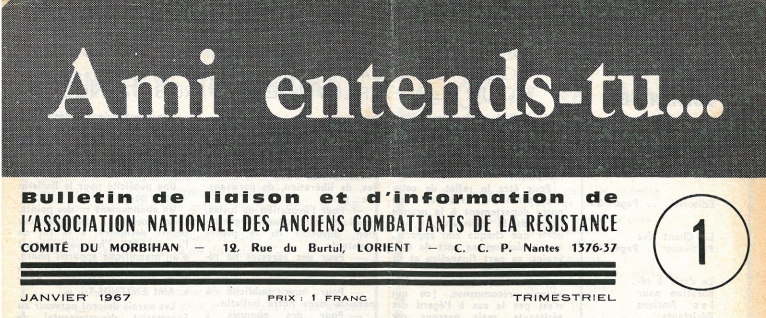 Ami entends-tu...
Bulletin de liaison et d'information de
l'ASSOCIATION NATIONALE DES ANCIENS COMBATTANTS DE LA RÉSISTANCE
COMITÉ DU MORBIHAN — 12, Rue du Burtul, LORIENT — C. C. P. Nantes 1376-37
1
JANVIER 1967 PRIX : 1 FRANC TRIMESTRIEL